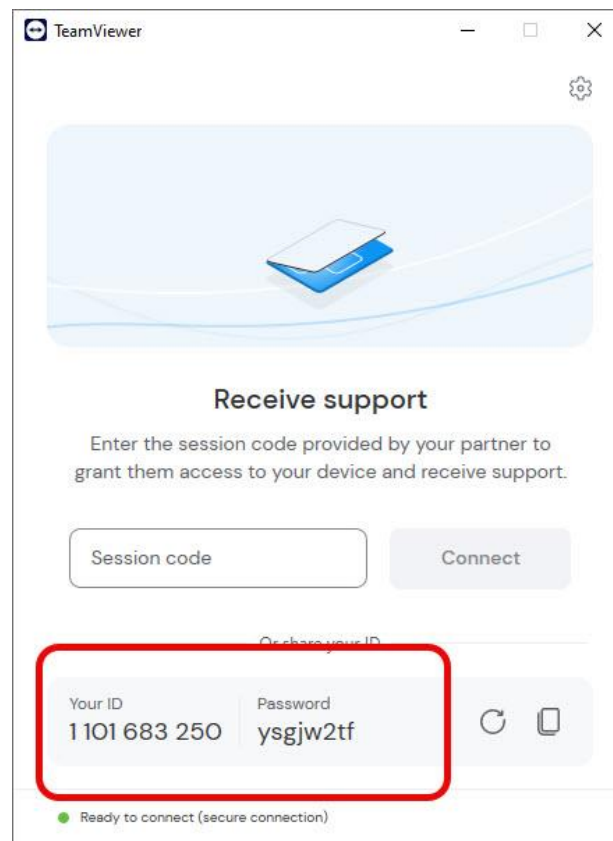 TeamViewer
Receive support
Enter the session code provided by your partner to
grant them access to your device and receive support.
Session code
Connect
Or share your ID
Your ID
Password
1 101 683 250
ysgjw2tf
Ready to connect (secure connection)